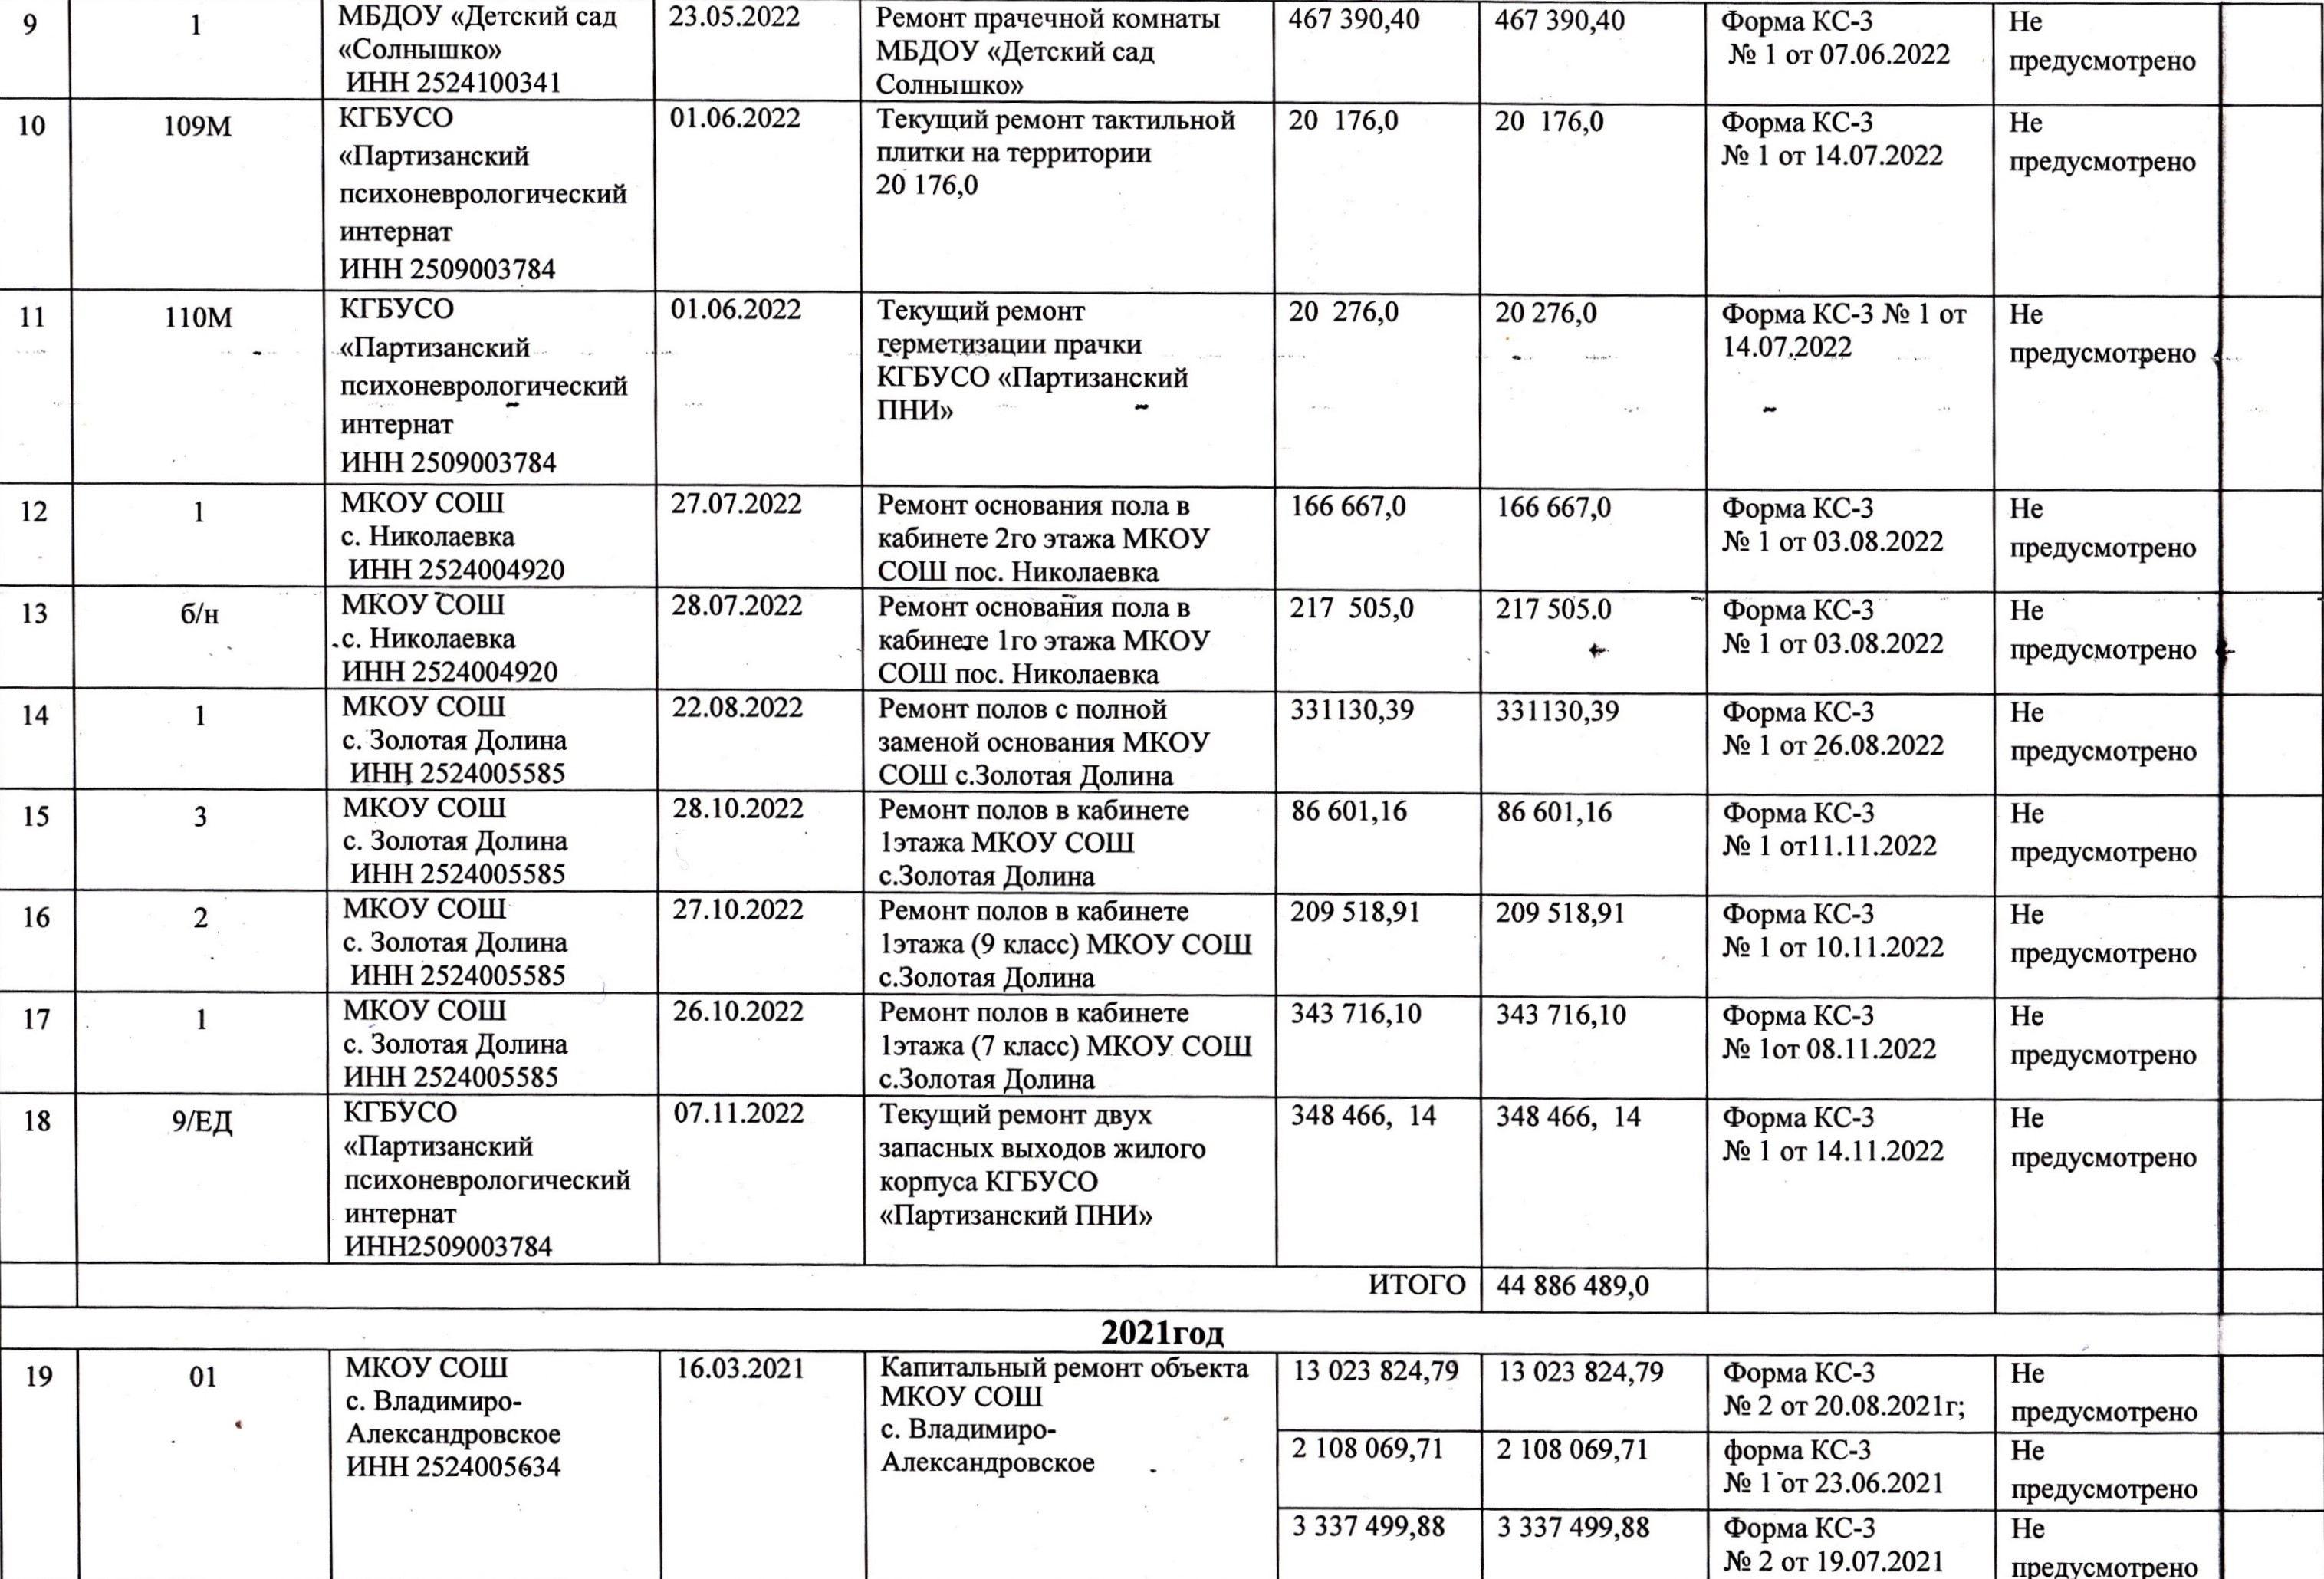 9
1
МБДОУ «Детский сад
«Солнышко»
ИНН 2524100341
23.05.2022
Ремонт прачечной комнаты
МБДОУ «Детский сад
Солнышко»
467 390,40
467 390,40
Форма КС-3
№ 1 от 07.06.2022
Не
предусмотрено
10
109М
КГБУСО
«Партизанский
психоневрологический
интернат
ИНН 2509003784
01.06.2022
Текущий ремонт тактильной
плитки на территории
20 176,0
20 176,0
20 176,0
Форма КС-3
№ 1 от 14.07.2022
Не
предусмотрено
11
110М
КГБУСО
«Партизанский
психоневрологический
интернат
ИНН 2509003784
01.06.2022
Текущий ремонт
герметизации прачки
КГБУСО «Партизанский
ПНИ»
20 276,0
20 276,0
Форма КС-3 № 1 от
14.07.2022
Не
предусмотрено
12
1
МКОУ СОШ
с. Николаевка
ИНН 2524004920
27.07.2022
Ремонт основания пола в
кабинете 2го этажа МКОУ
СОШ пос. Николаевка
166 667,0
166 667,0
Форма КС-3
№ 1 от 03.08.2022
Не
предусмотрено
13
б/н
МКОУ СОШ
с. Николаевка
ИНН 2524004920
28.07.2022
Ремонт основания пола в
кабинете 1го этажа МКОУ
СОШ пос. Николаевка
217 505,0
217 505.0
Форма КС-3
№ 1 от 03.08.2022
Не
предусмотрено
14
1
МКОУ СОШ
с. Золотая Долина
ИНН 2524005585
22.08.2022
Ремонт полов с полной
заменой основания МКОУ
СОШ с.Золотая Долина
331130,39
331130,39
Форма КС-3
№ 1 от 26.08.2022
Не
предусмотрено
15
3
МКОУ СОШ
с. Золотая Долина
ИНН 2524005585
28.10.2022
Ремонт полов в кабинете
1этажа МКОУ СОШ
с.Золотая Долина
86 601,16
86 601,16
Форма КС-3
№ 1 от11.11.2022
Не
предусмотрено
16
2
МКОУ СОШ
с. Золотая Долина
ИНН 2524005585
27.10.2022
Ремонт полов в кабинете
1этажа (9 класс) МКОУ СОШ
с.Золотая Долина
209 518,91
209 518,91
Форма КС-3
№ 1 от 10.11.2022
Не
предусмотрено
17
1
МКОУ СОШ
с. Золотая Долина
ИНН 2524005585
26.10.2022
Ремонт полов в кабинете
1этажа (7 класс) МКОУ СОШ
с.Золотая Долина
343 716,10
343 716,10
Форма КС-3
№ 1от 08.11.2022
Не
предусмотрено
18
9/ЕД
КГБУСО
«Партизанский
психоневрологический
интернат
ИНН2509003784
07.11.2022
Текущий ремонт двух
запасных выходов жилого
корпуса КГБУСО
«Партизанский ПНИ»
348 466, 14
348 466, 14
Форма КС-3
№ 1 от 14.11.2022
Не
предусмотрено
ИТОГО
44 886 489,0
2021год
19
01
МКОУ СОШ
с. Владимиро-
Александровское
ИНН 2524005634
16.03.2021
Капитальный ремонт объекта
МКОУ СОШ
с. Владимиро-
Александровское
13 023 824,79
13 023 824,79
Форма КС-3
№ 2 от 20.08.2021г;
Не
предусмотрено
2 108 069,71
2 108 069,71
форма КС-3
№ 1 от 23.06.2021
Не
предусмотрено
3 337 499,88
3 337 499,88
Форма КС-3
№ 2 от 19.07.2021
Не
предусмотрено